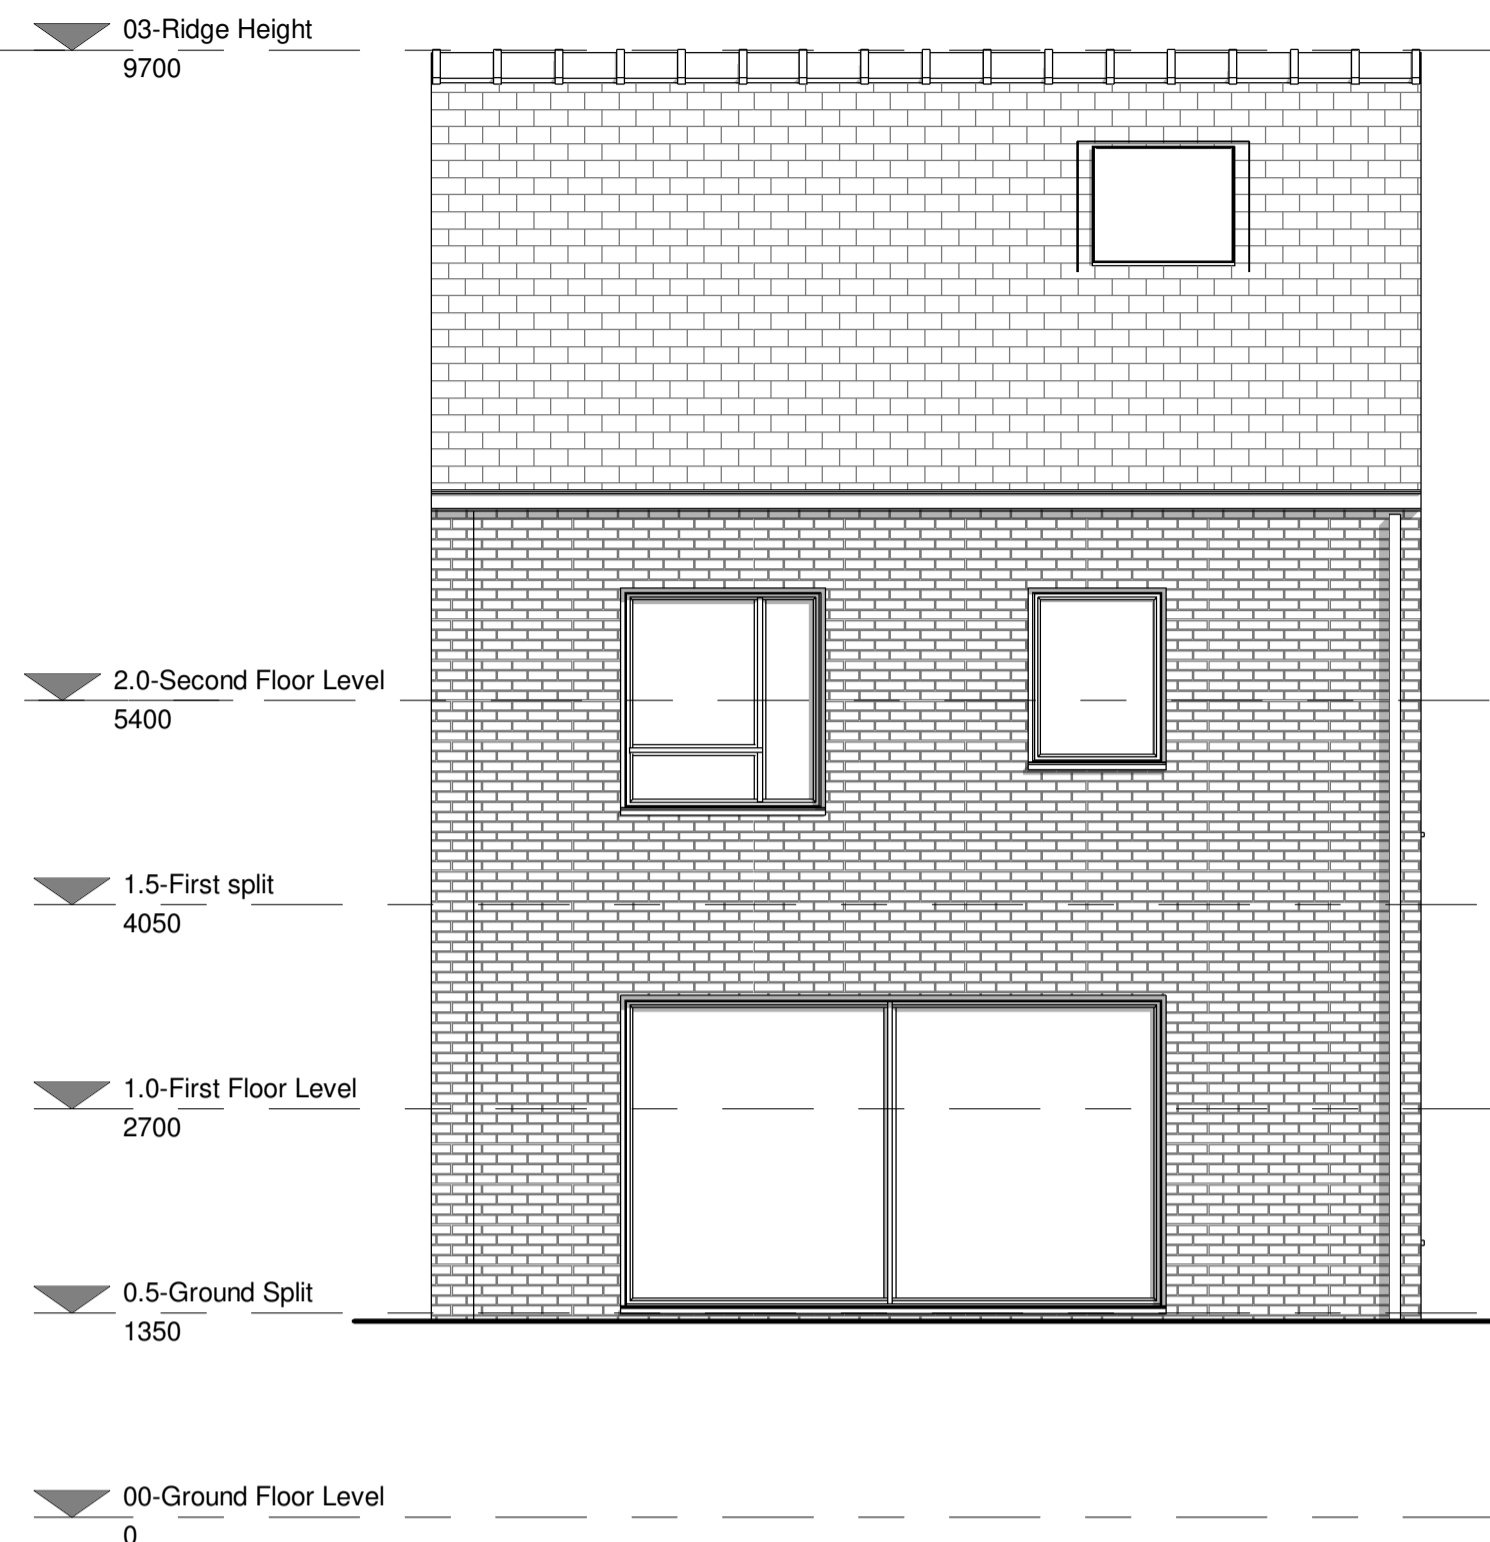 03-Ridge Height
9700
2.0-Second Floor Level
5400
1.5-First split
4050
1.0-First Floor Level
2700
0.5-Ground Split
1350
00-Ground Floor Level
0